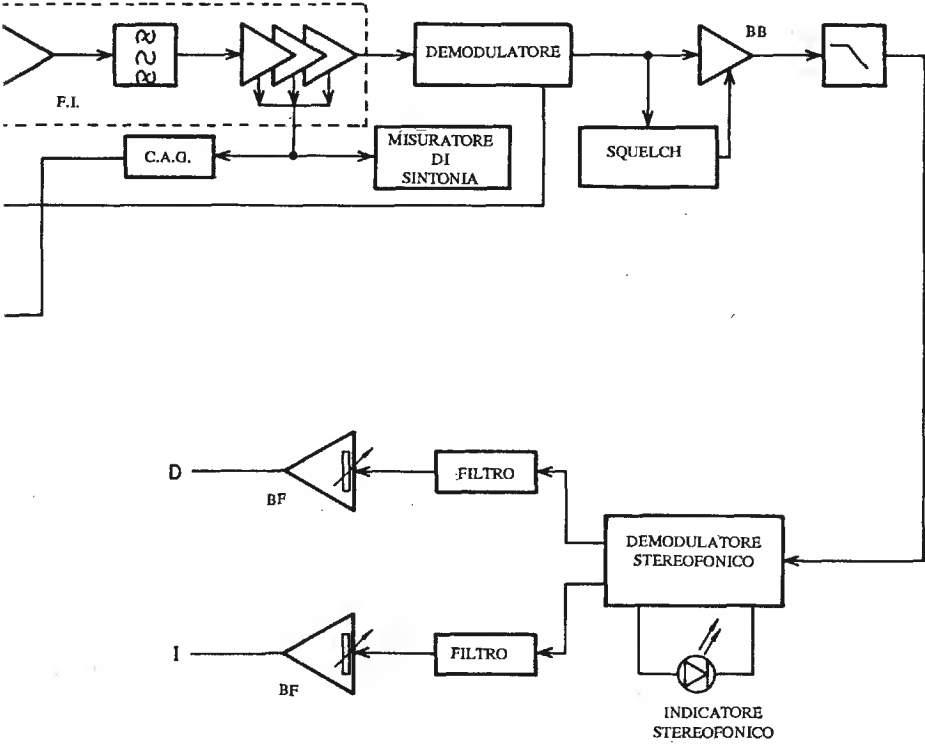 BB
DEMODULATORE
F.I.
MISURATORE
DI
SINTONIA
C.A.G.
SQUELCH
D
BF
FILTRO
DEMODULATORE
STEREOFONICO
I
BF
FILTRO
INDICATORE
STEREOFONICO